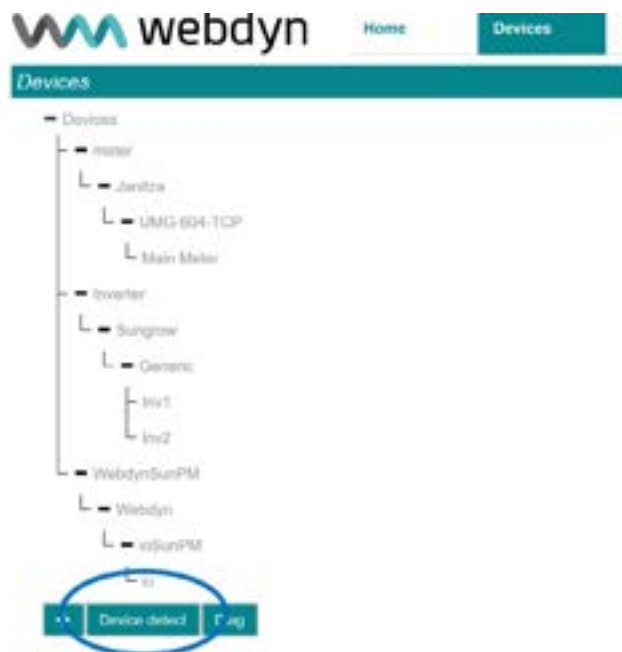 webdyn Home Devices
Devices
Devices
meter
Janitza
UMG-604-TCP
Main Meter
Inverter
Sungrow
Generic
Inv1
Inv2
WebdynSunPM
Webdyn
ioSunPM
io
Device detect Diag